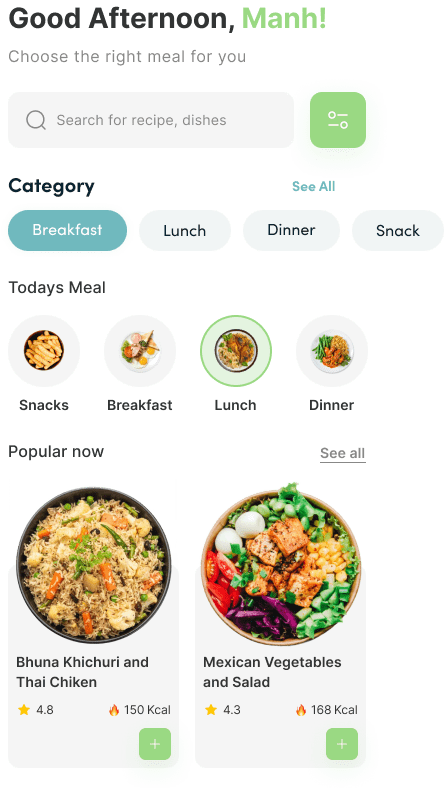 Good Afternoon, Manh!
Choose the right meal for you
Search for recipe, dishes
Category
See All
Breakfast Lunch Dinner Snack
Todays Meal
Snacks Breakfast Lunch Dinner
Popular now
See all
Bhuna Khichuri and
Thai Chiken
4.8
150 Kcal
Mexican Vegetables
and Salad
4.3
168 Kcal